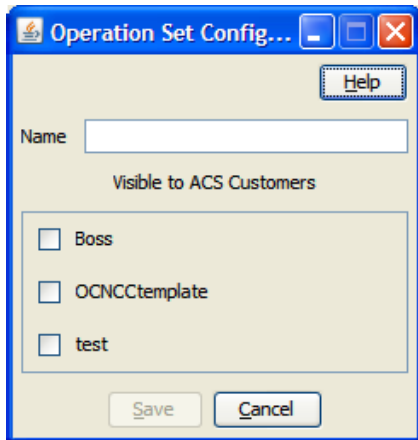 Operation Set Config...
Help
Name
Visible to ACS Customers
Boss
OCNCCtemplate
test
Save Cancel